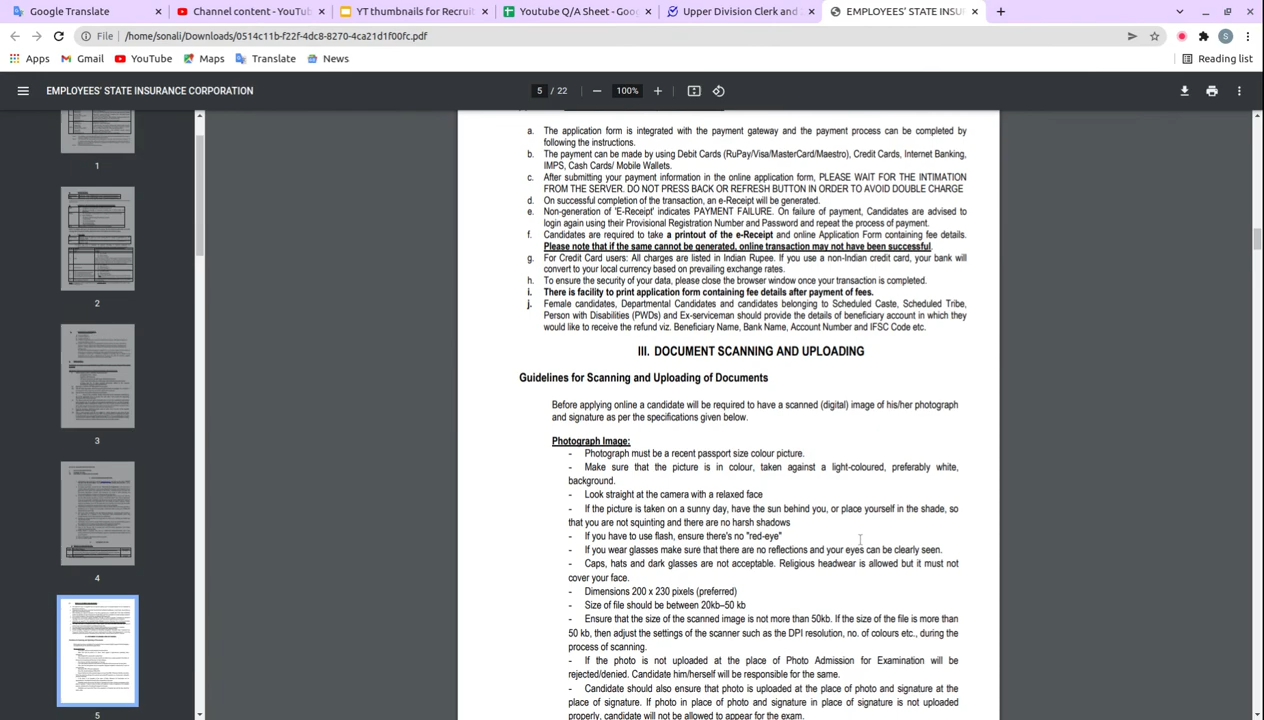 Google Translate
Channel content - YouTub
YT thumbnails for Recruit
Youtube Q/A Sheet - Goo
Upper Division Clerk and
EMPLOYEES' STATE INSUR
File
/home/sonali/Downloads/0514c11b-f22f-4dc8-8270-4ca21d1f00fc.pdf
S
Apps
Gmail
YouTube
Maps
Translate
News
Reading list
EMPLOYEES' STATE INSURANCE CORPORATION
5 / 22
100%
1
2
3
4
5
a. The application form is integrated with the payment gateway and the payment process can be completed by
following the instructions.
b. The payment can be made by using Debit Cards (RuPay/Visa/MasterCard/Maestro), Credit Cards, Internet Banking,
IMPS, Cash Cards/ Mobile Wallets.
c. After submitting your payment information in the online application form, PLEASE WAIT FOR THE INTIMATION
FROM THE SERVER. DO NOT PRESS BACK OR REFRESH BUTTON IN ORDER TO AVOID DOUBLE CHARGE
d. On successful completion of the transaction, an e-Receipt will be generated.
e. Non-generation of 'E-Receipt' indicates PAYMENT FAILURE. On failure of payment, Candidates are advised to
login again using their Provisional Registration Number and Password and repeat the process of payment.
f. Candidates are required to take a printout of the e-Receipt and online Application Form containing fee details.
Please note that if the same cannot be generated, online transaction may not have been successful.
g. For Credit Card users: All charges are listed in Indian Rupee. If you use a non-Indian credit card, your bank will
convert to your local currency based on prevailing exchange rates.
h. To ensure the security of your data, please close the browser window once your transaction is completed.
i. There is facility to print application form containing fee details after payment of fees.
j. Female candidates, Departmental Candidates and candidates belonging to Scheduled Caste, Scheduled Tribe,
Person with Disabilities (PWDs) and Ex-serviceman should provide the details of beneficiary account in which they
would like to receive the refund viz. Beneficiary Name, Bank Name, Account Number and IFSC Code etc.
III. DOCUMENT SCANNING AND UPLOADING
Guidelines for Scanning and Uploading of Documents
Before applying online a candidate will be required to have a scanned (digital) image of his/her photograph
and signature as per the specifications given below.
Photograph Image:
- Photograph must be a recent passport size colour picture.
- Make sure that the picture is in colour, taken against a light-coloured, preferably white,
background.
- Look straight at the camera with a relaxed face
- If the picture is taken on a sunny day, have the sun behind you, or place yourself in the shade, so
that you are not squinting and there are no harsh shadows
- If you have to use flash, ensure there's no "red-eye"
- If you wear glasses make sure that there are no reflections and your eyes can be clearly seen.
- Caps, hats and dark glasses are not acceptable. Religious headwear is allowed but it must not
cover your face.
- Dimensions 200 x 230 pixels (preferred)
- Size of file should be between 20kb–50 kb
- Ensure that the size of the scanned image is not more than 50kb. If the size of the file is more than
50 kb, then adjust the settings of the scanner such as the DPI resolution, no. of colours etc., during the
process of scanning.
- If the photo is not uploaded at the place of Photo Admission for Examination will be
rejected/denied. Candidate him/herself will be responsible for the same.
- Candidate should also ensure that photo is uploaded at the place of photo and signature at the
place of signature. If photo in place of photo and signature in place of signature is not uploaded
properly, candidate will not be allowed to appear for the exam.